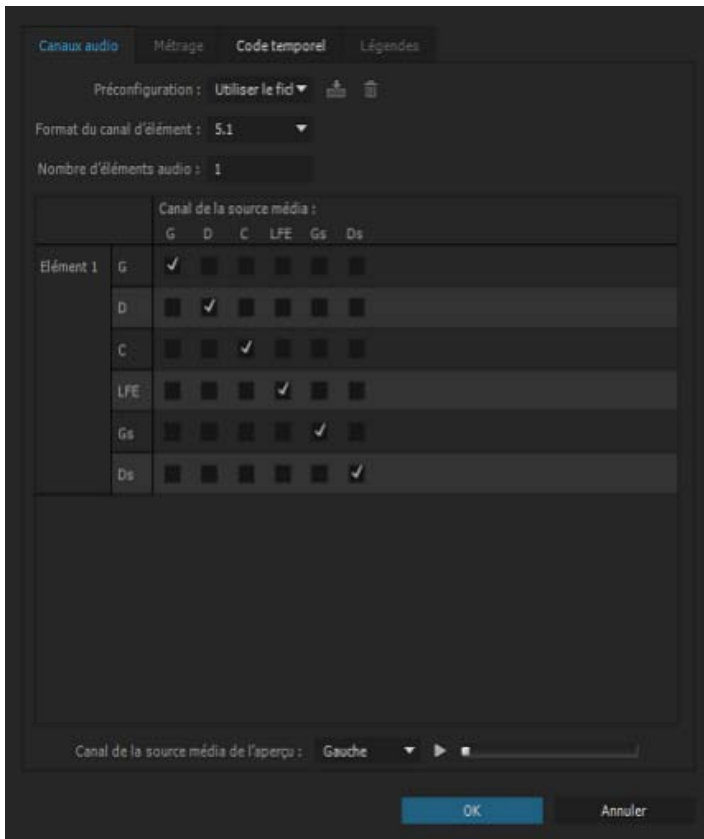 Canaux audio Métrage Code temporel Légendes
Préconfiguration : Utiliser le ficl
Format du canal d'élément : 5.1
Nombre d'éléments audio : 1
Canal de la source média :
G D C LFE Gs Ds
Elément 1 G
D
C
LFE
Gs
Ds
Canal de la source média de l'aperçu : Gauche
OK Annuler